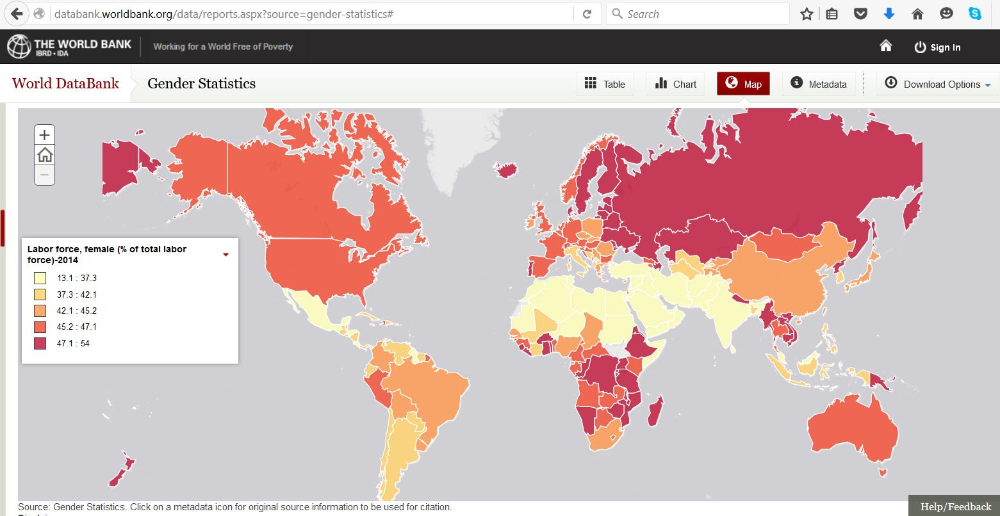 databank.worldbank.org/data/reports.aspx?source=gender-statistics#
Search
THE WORLD BANK
IBRD • IDA
Working for a World Free of Poverty
Sign In
World DataBank
Gender Statistics
Table
Chart
Map
Metadata
Download Options
+
−
Labor force, female (% of total labor
force)-2014
13.1 : 37.3
37.3 : 42.1
42.1 : 45.2
45.2 : 47.1
47.1 : 54
Source: Gender Statistics. Click on a metadata icon for original source information to be used for citation.
Help/Feedback